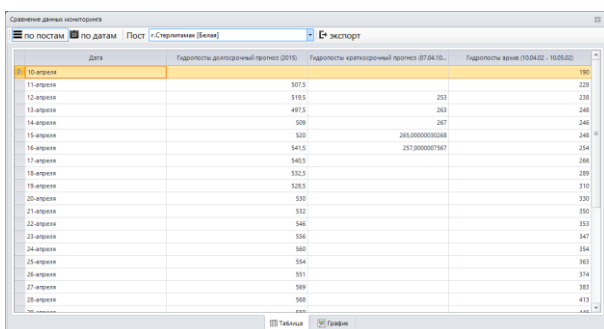 Сравнение данных мониторинга
по постам по датам Пост г.Стерлитамак [Белая] экспорт
Дата Гидропосты долгосрочный прогноз (2015) Гидропосты краткосрочный прогноз (07.04.10... Гидропосты архив (10.04.02 - 10.05.02)
10-апреля 190
11-апреля 507,5 228
12-апреля 519,5 253 238
13-апреля 497,5 263 248
14-апреля 509 267 246
15-апреля 520 265,00000030268 248
16-апреля 541,5 257,0000007567 254
17-апреля 540,5 266
18-апреля 532,5 289
19-апреля 528,5 310
20-апреля 530 330
21-апреля 532 350
22-апреля 546 353
23-апреля 556 347
24-апреля 560 354
25-апреля 554 363
26-апреля 551 374
27-апреля 569 383
28-апреля 568 413
Таблица График